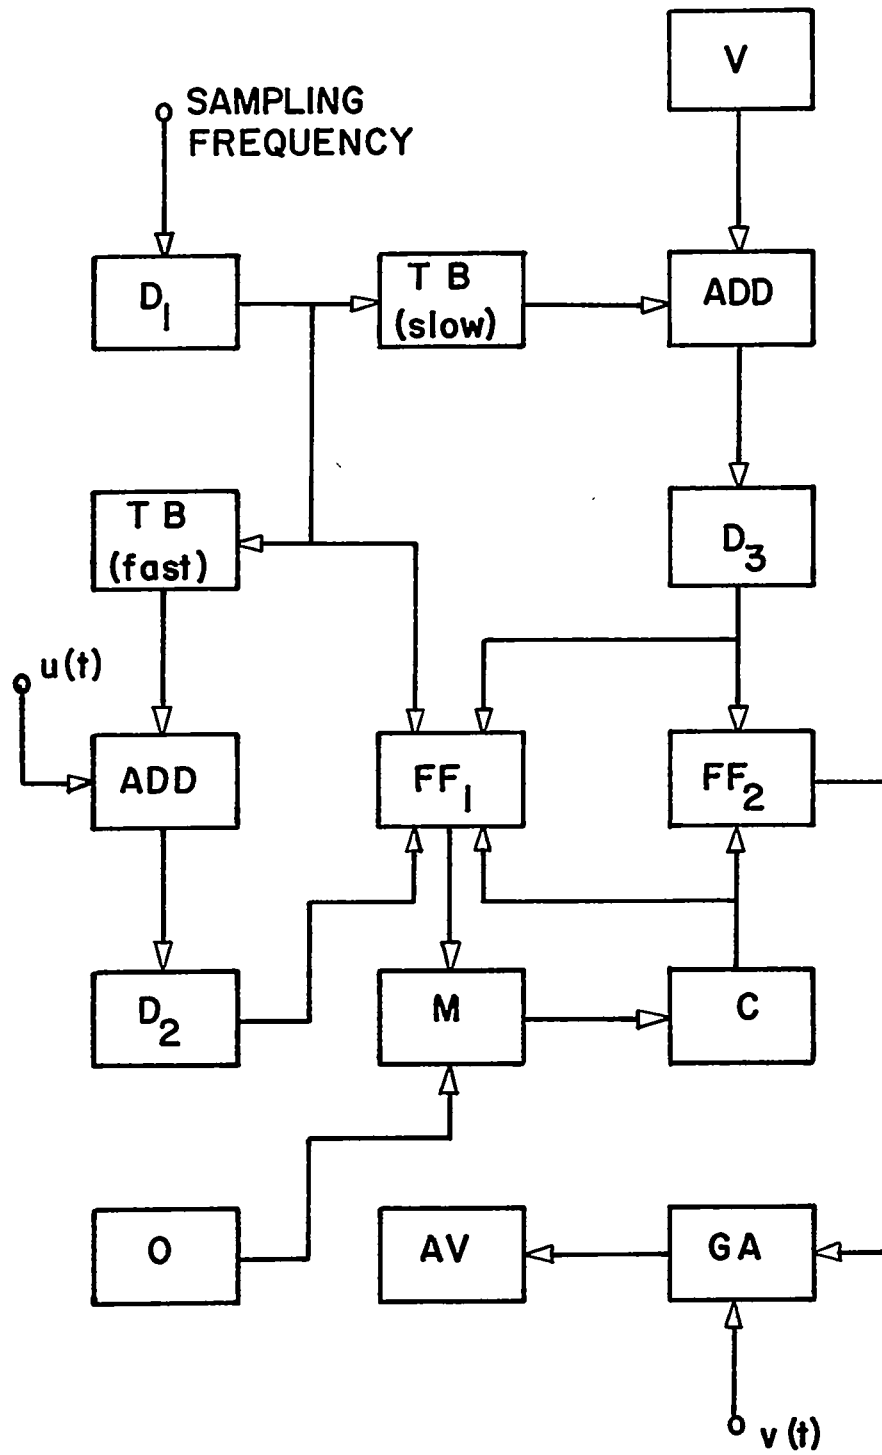 V
SAMPLING
FREQUENCY
D₁
T B
(slow)
ADD
T B
(fast)
D₃
u(t)
ADD
FF₁
FF₂
D₂
M
C
O
AV
GA
v(t)